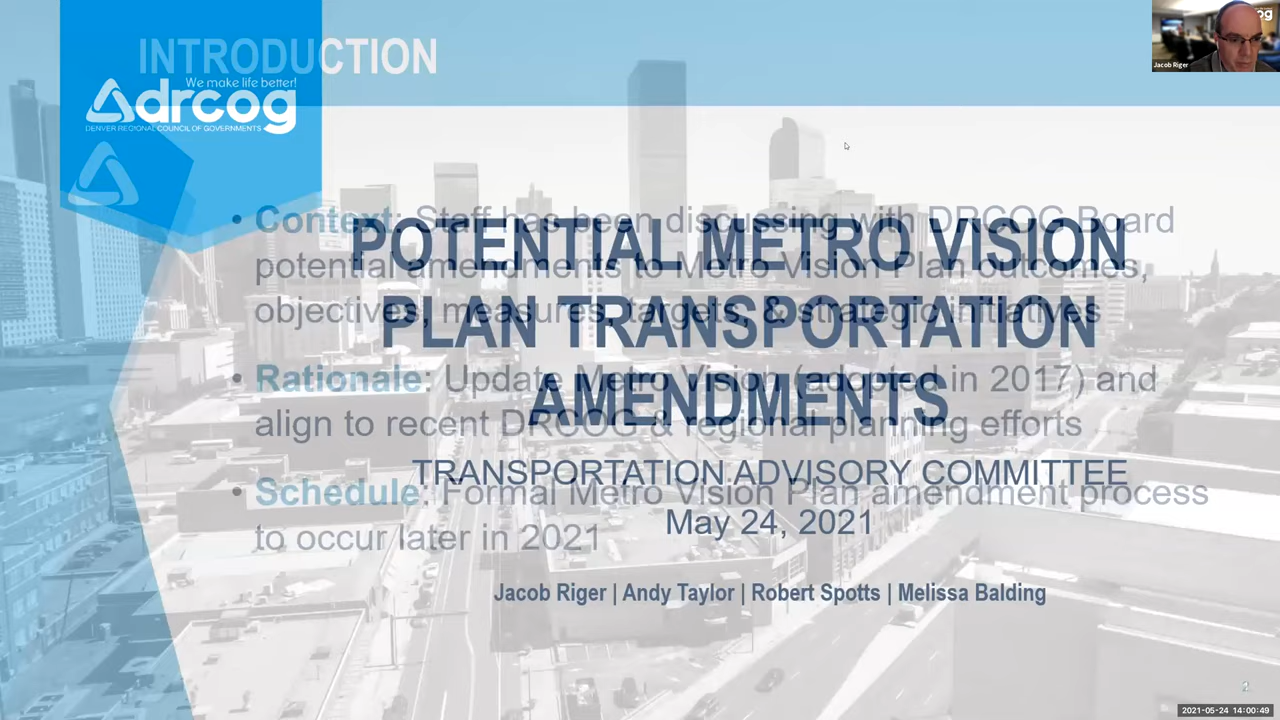 INTRODUCTION
We make life better!
drcog
DENVER REGIONAL COUNCIL OF GOVERNMENTS
POTENTIAL METRO VISION
PLAN TRANSPORTATION
AMENDMENTS
TRANSPORTATION ADVISORY COMMITTEE
May 24, 2021
Jacob Riger | Andy Taylor | Robert Spotts | Melissa Balding
• Context: Staff has been discussing with DRCOG Board
potential amendments to Metro Vision Plan outcomes,
objectives, measures, targets, & strategic initiatives
• Rationale: Update Metro Vision (adopted in 2017) and
align to recent DRCOG & regional planning efforts
• Schedule: Formal Metro Vision Plan amendment process
to occur later in 2021
Jacob Riger
2021-05-24 14:00:49